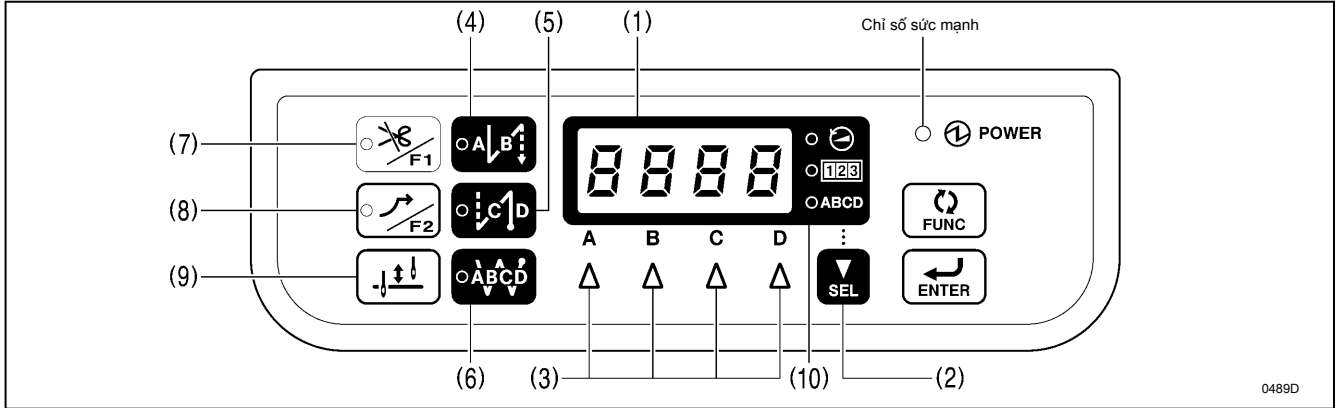 (4) (5) (1) Chỉ số sức mạnh
(7) F1 A B 8888 POWER
123
(8) F2 C D ABCD FUNC
A B C D
(9) ABCD SEL ENTER
(6) (3) (10) (2)
0489D